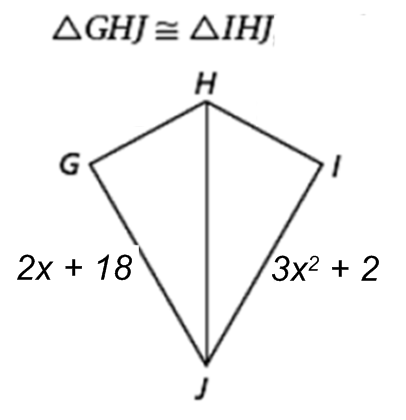 △GHJ ≅ △IHJ
H
G
I
2x + 18
3x² + 2
J